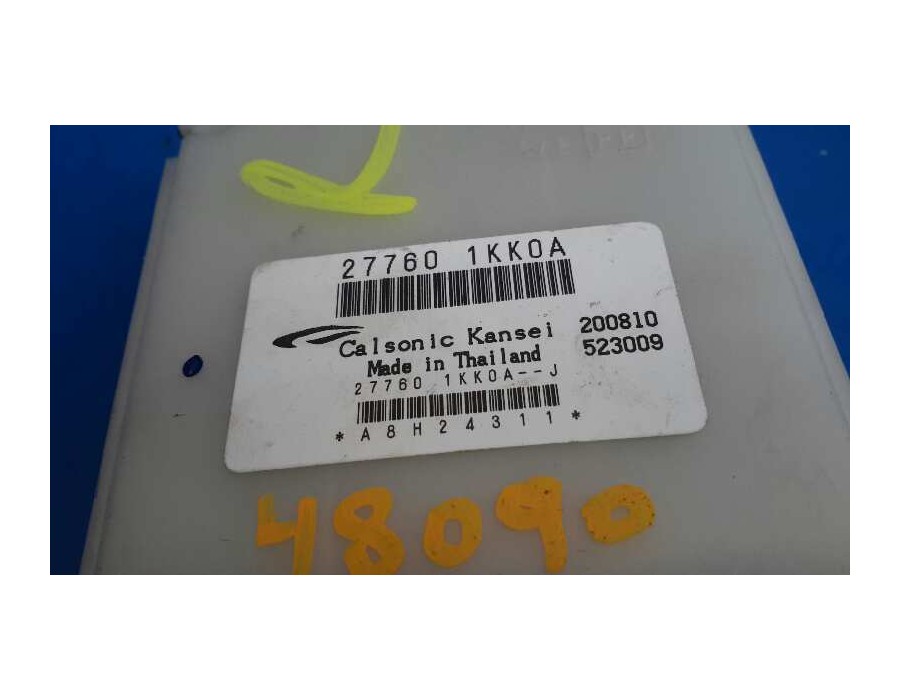 27760 1KK0A
Calsonic Kansei 200810
Made in Thailand 523009
27760 1KK0A--J
*A8H24311*
48090